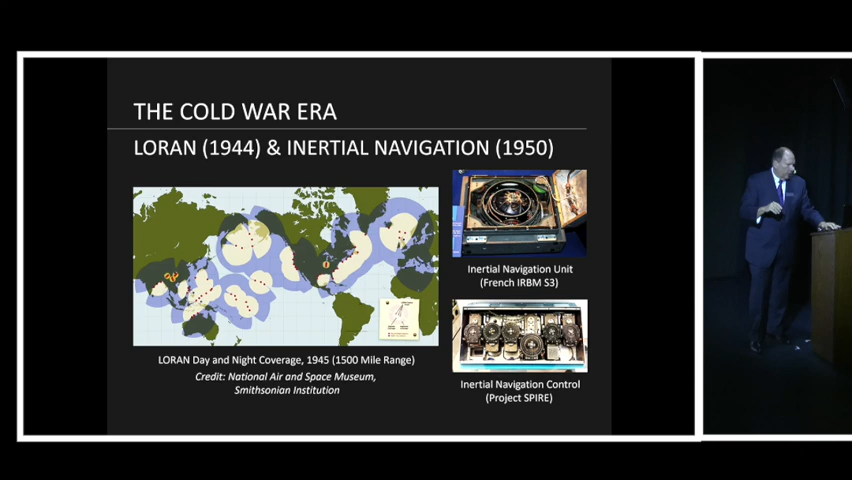 THE COLD WAR ERA
LORAN (1944) & INERTIAL NAVIGATION (1950)
Inertial Navigation Unit
(French IRBM S3)
LORAN Day and Night Coverage, 1945 (1500 Mile Range)
Credit: National Air and Space Museum,
Smithsonian Institution
Inertial Navigation Control
(Project SPIRE)